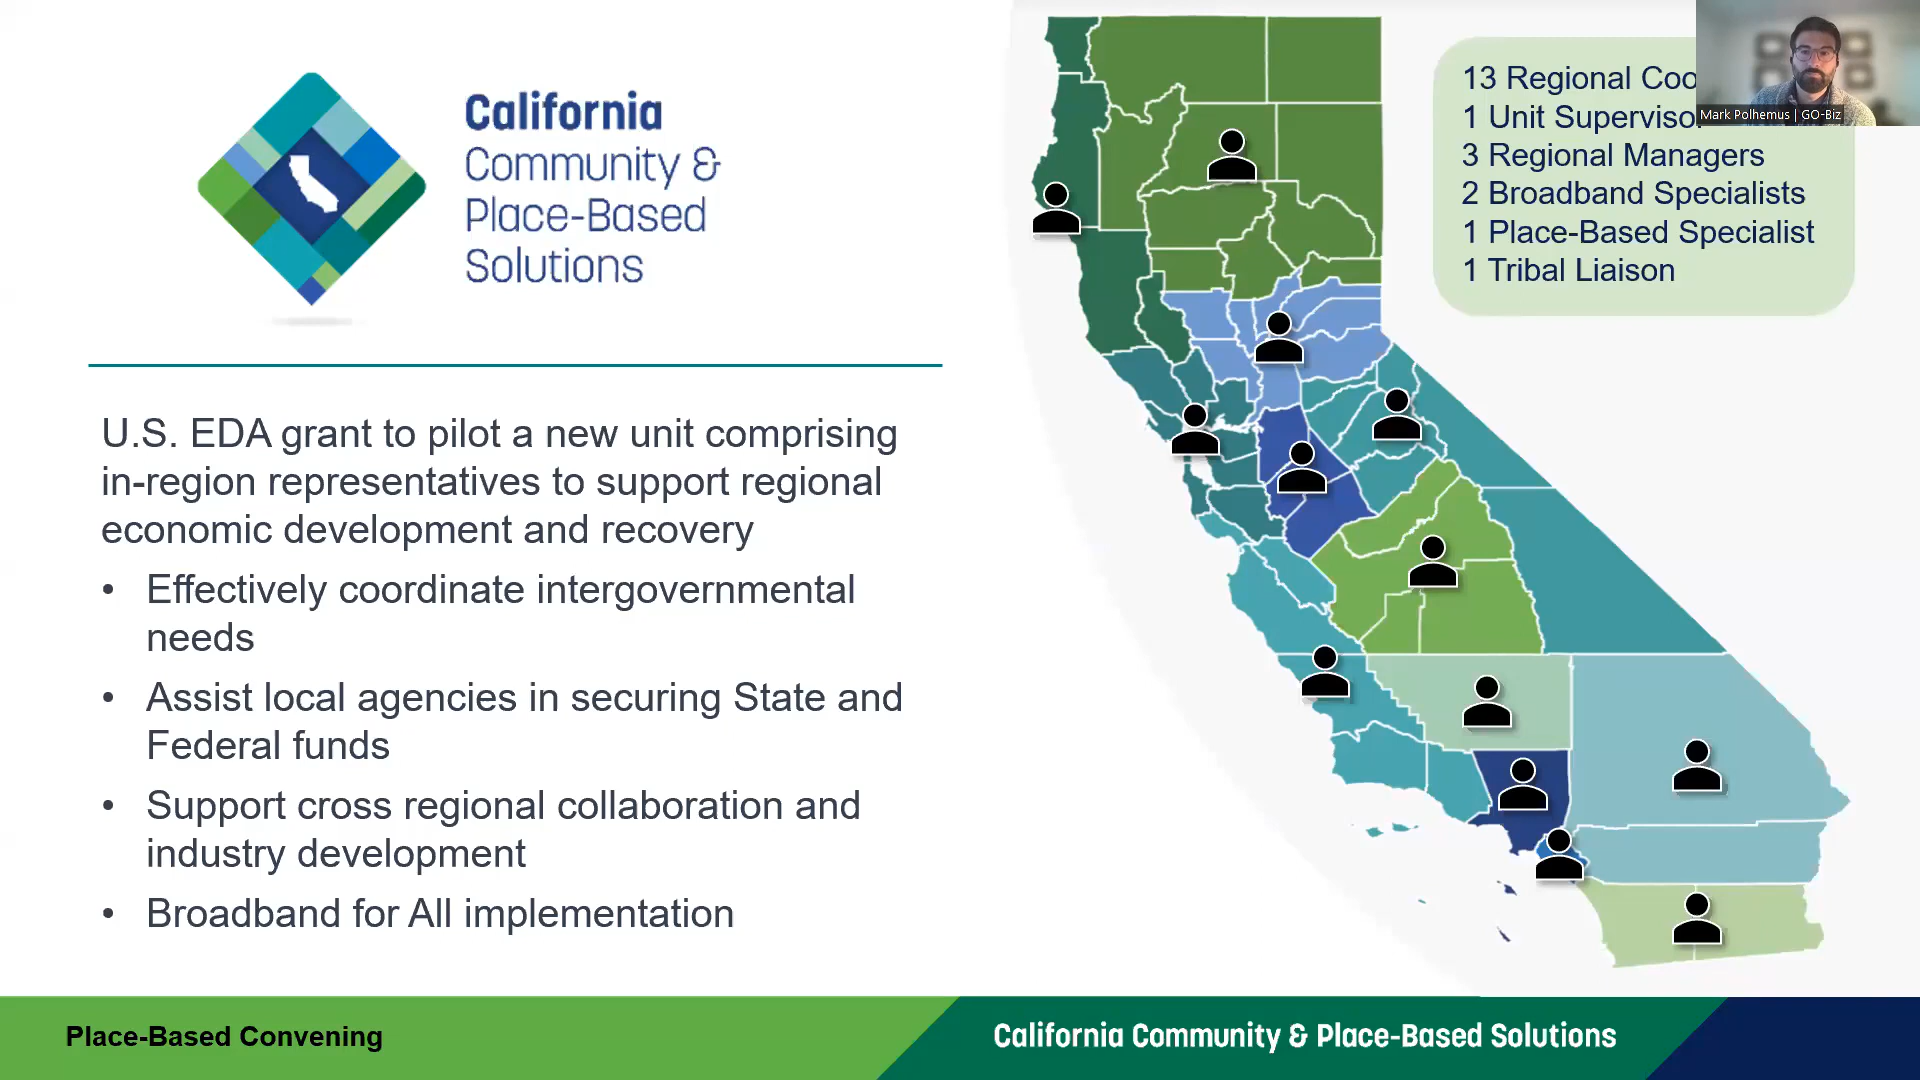 California
Community &
Place-Based
Solutions
U.S. EDA grant to pilot a new unit comprising
in-region representatives to support regional
economic development and recovery
• Effectively coordinate intergovernmental
needs
• Assist local agencies in securing State and
Federal funds
• Support cross regional collaboration and
industry development
• Broadband for All implementation
13 Regional
1 Unit Supervisor
3 Regional Managers
2 Broadband Specialists
1 Place-Based Specialist
1 Tribal Liaison
Mark Polhemus | GO-Biz
Place-Based Convening
California Community & Place-Based Solutions